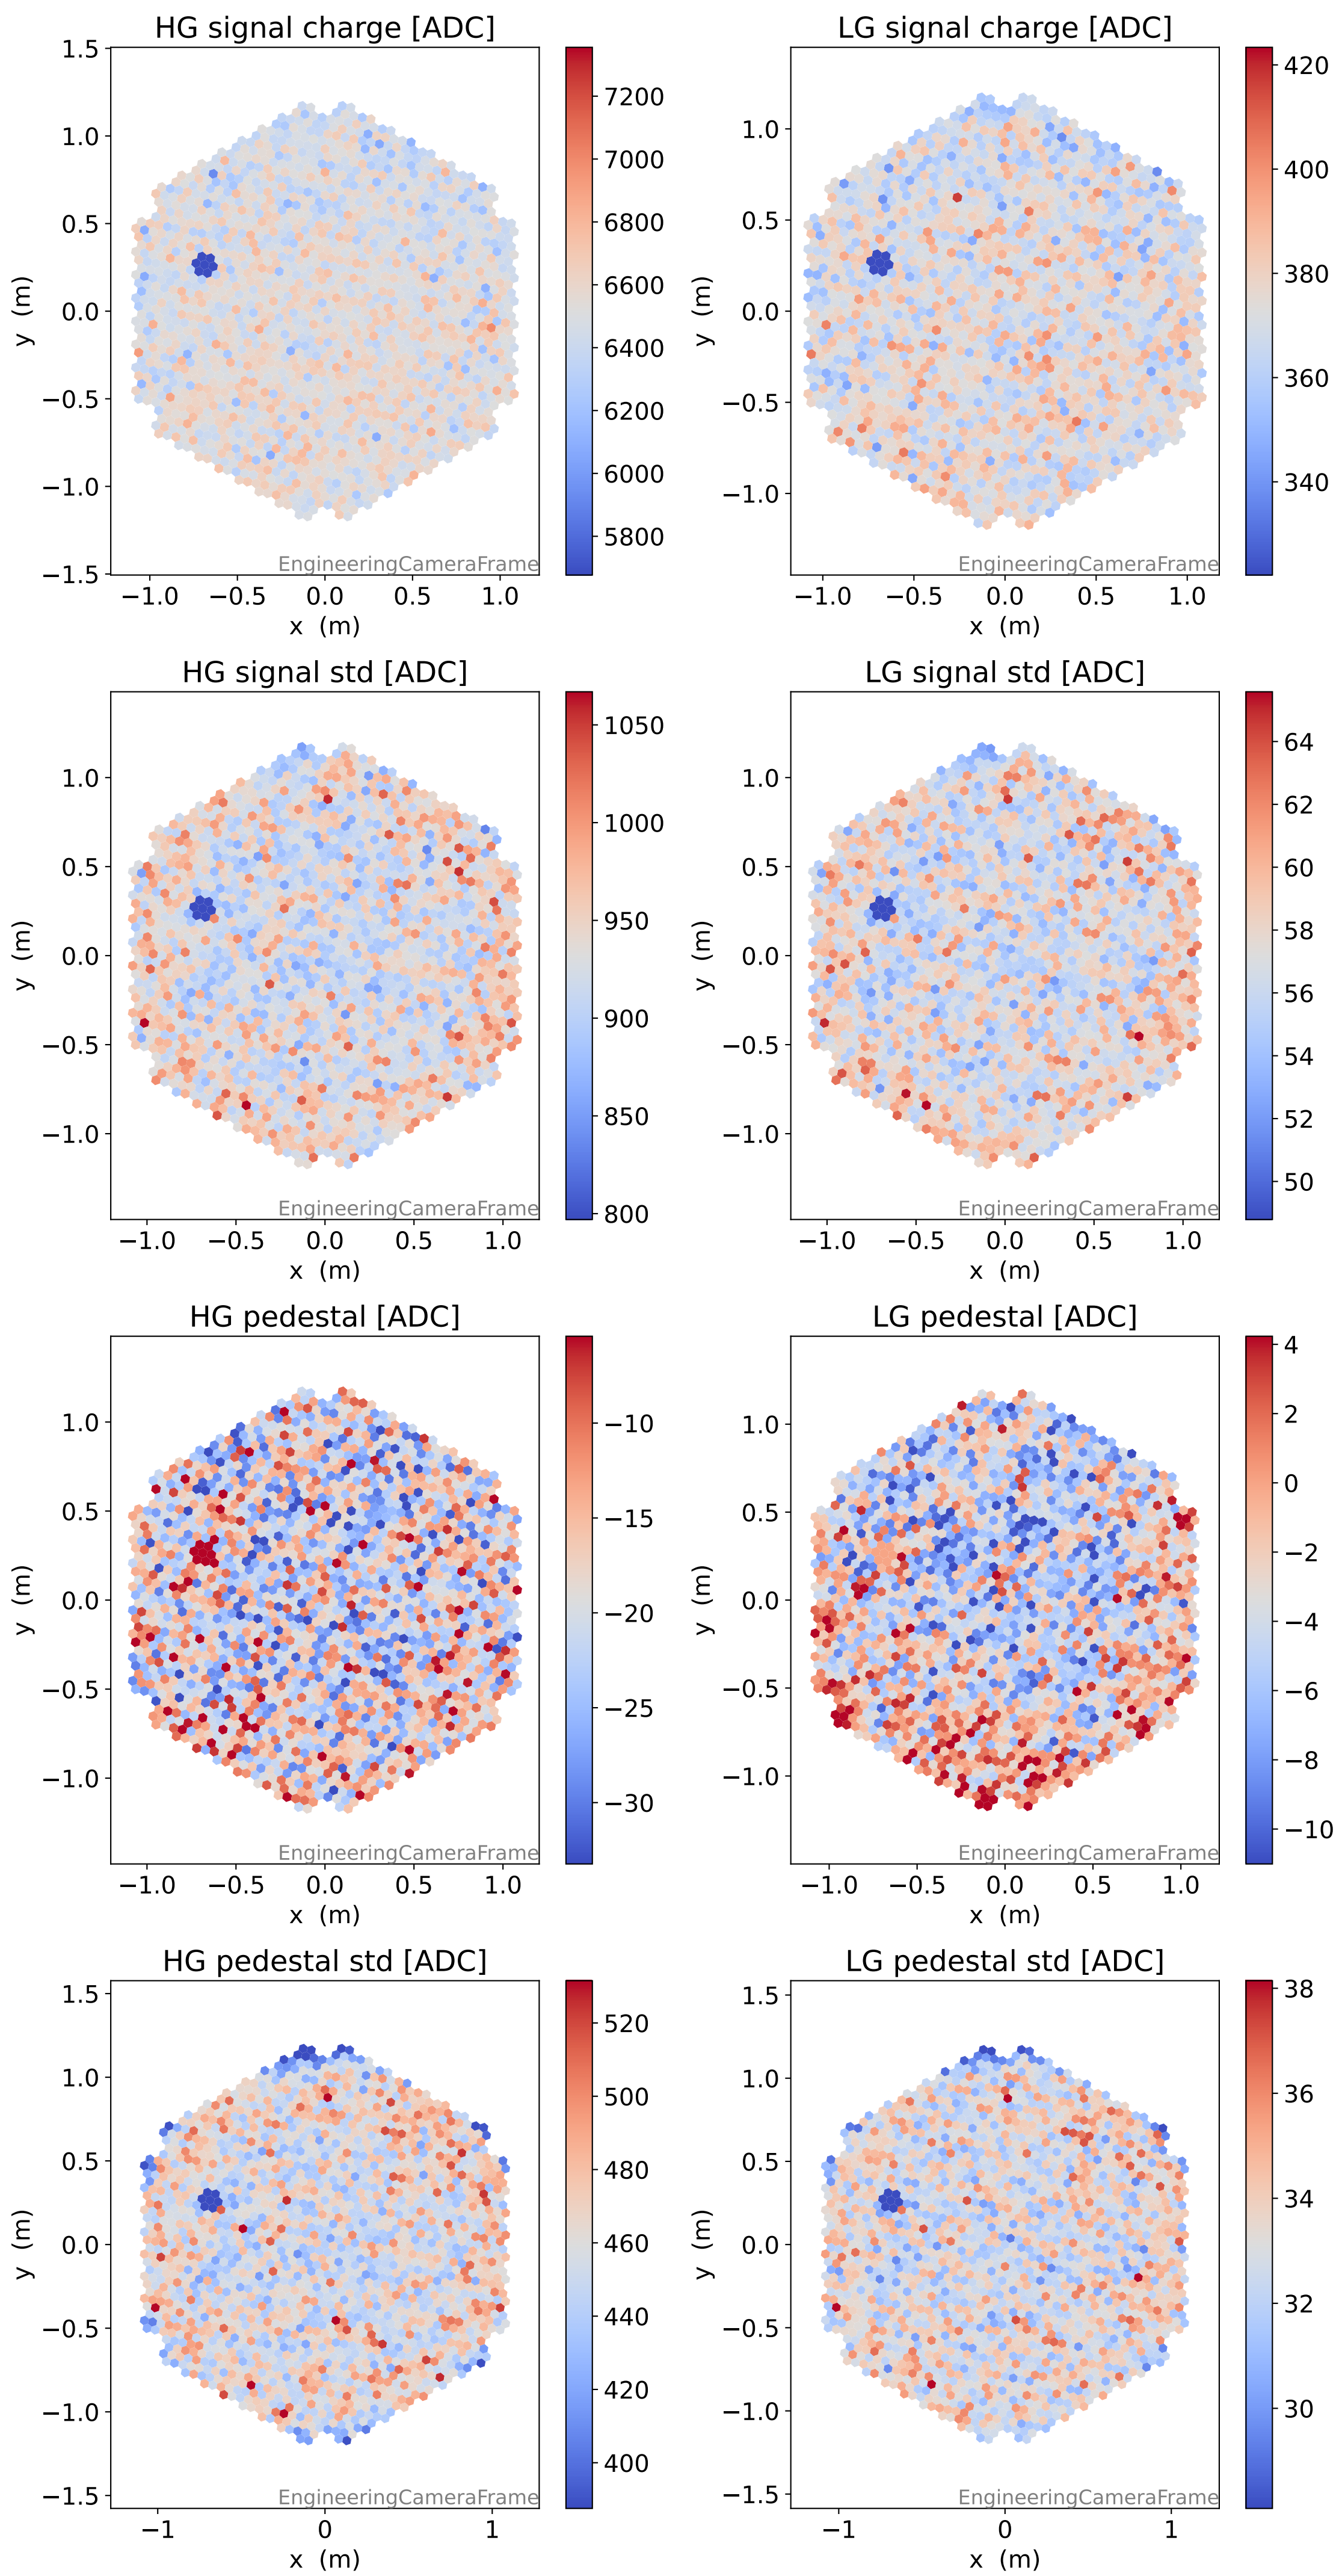 HG signal charge [ADC]
LG signal charge [ADC]
1.5
1.0
0.5
0.0
−0.5
−1.0
−1.5
y (m)
7200
7000
6800
6600
6400
6200
6000
5800
1.0
0.5
0.0
−0.5
−1.0
y (m)
420
400
380
360
340
EngineeringCameraFrame
EngineeringCameraFrame
−1.0 −0.5 0.0 0.5 1.0
−1.0 −0.5 0.0 0.5 1.0
x (m)
x (m)
HG signal std [ADC]
LG signal std [ADC]
1.0
0.5
0.0
−0.5
−1.0
y (m)
1050
1000
950
900
850
800
1.0
0.5
0.0
−0.5
−1.0
y (m)
64
62
60
58
56
54
52
50
EngineeringCameraFrame
EngineeringCameraFrame
−1.0 −0.5 0.0 0.5 1.0
−1.0 −0.5 0.0 0.5 1.0
x (m)
x (m)
HG pedestal [ADC]
LG pedestal [ADC]
1.0
0.5
0.0
−0.5
−1.0
y (m)
−10
−15
−20
−25
−30
1.0
0.5
0.0
−0.5
−1.0
y (m)
4
2
0
−2
−4
−6
−8
−10
EngineeringCameraFrame
EngineeringCameraFrame
−1.0 −0.5 0.0 0.5 1.0
−1.0 −0.5 0.0 0.5 1.0
x (m)
x (m)
HG pedestal std [ADC]
LG pedestal std [ADC]
1.5
1.0
0.5
0.0
−0.5
−1.0
−1.5
y (m)
520
500
480
460
440
420
400
1.5
1.0
0.5
0.0
−0.5
−1.0
−1.5
y (m)
38
36
34
32
30
EngineeringCameraFrame
EngineeringCameraFrame
−1 0 1
−1 0 1
x (m)
x (m)